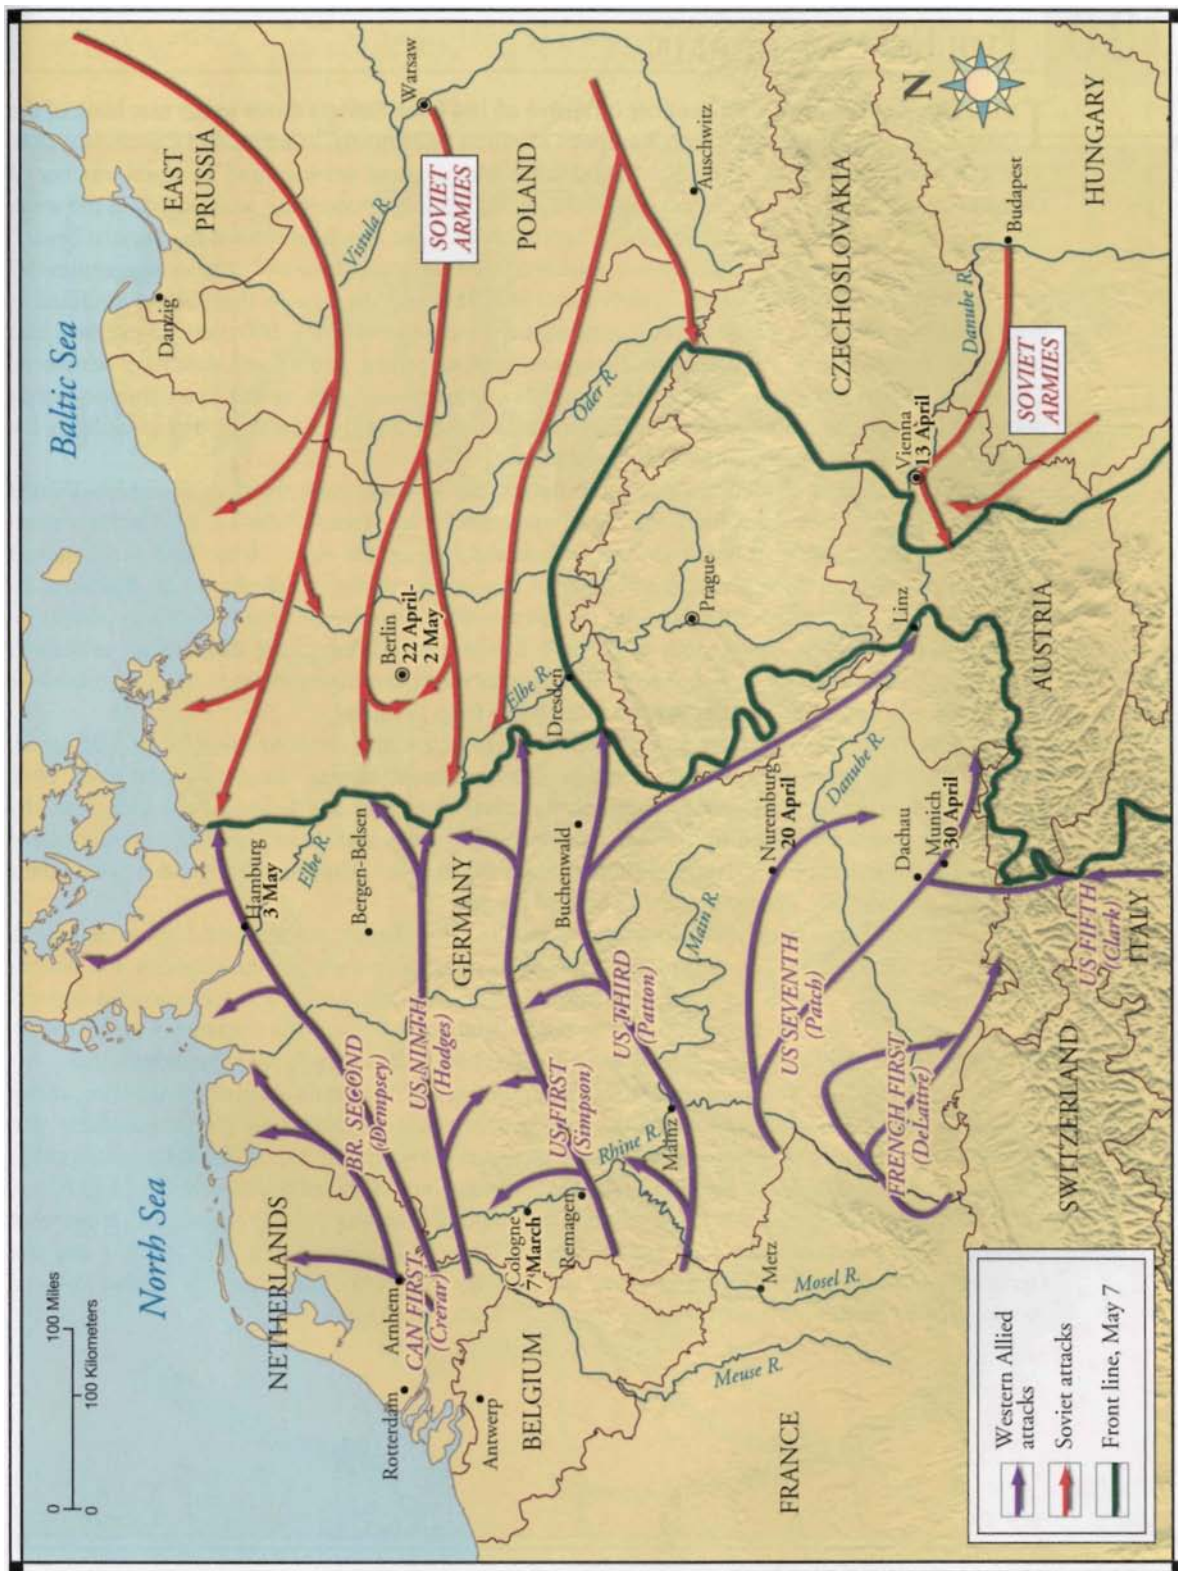 North Sea
Baltic Sea
0
100 Miles
0
100 Kilometers
N
EAST
PRUSSIA
Danzig
Vistula R.
Warsaw
SOVIET
ARMIES
POLAND
Auschwitz
Oder R.
CZECHOSLOVAKIA
HUNGARY
Budapest
Danube R.
SOVIET
ARMIES
Vienna
13 April
Prague
Linz
AUSTRIA
Berlin
22 April-
2 May
Elbe R.
Dresden
Hamburg
3 May
Elbe R.
Bergen-Belsen
GERMANY
Buchenwald
Main R.
Nuremburg
20 April
Danube R.
Dachau
Munich
30 April
US FIFTH
(Clark)
ITALY
SWITZERLAND
NETHERLANDS
BR. SECOND
(Dempsey)
US NINTH
(Hodges)
US FIRST
(Simpson)
US THIRD
(Patton)
US SEVENTH
(Patch)
FRENCH FIRST
(DeLattre)
Rotterdam
Arnhem
CAN FIRST
(Crerar)
Antwerp
BELGIUM
Cologne
7 March
Remagen
Rhine R.
Mainz
Metz
Mosel R.
Meuse R.
FRANCE
Western Allied
attacks
Soviet attacks
Front line, May 7